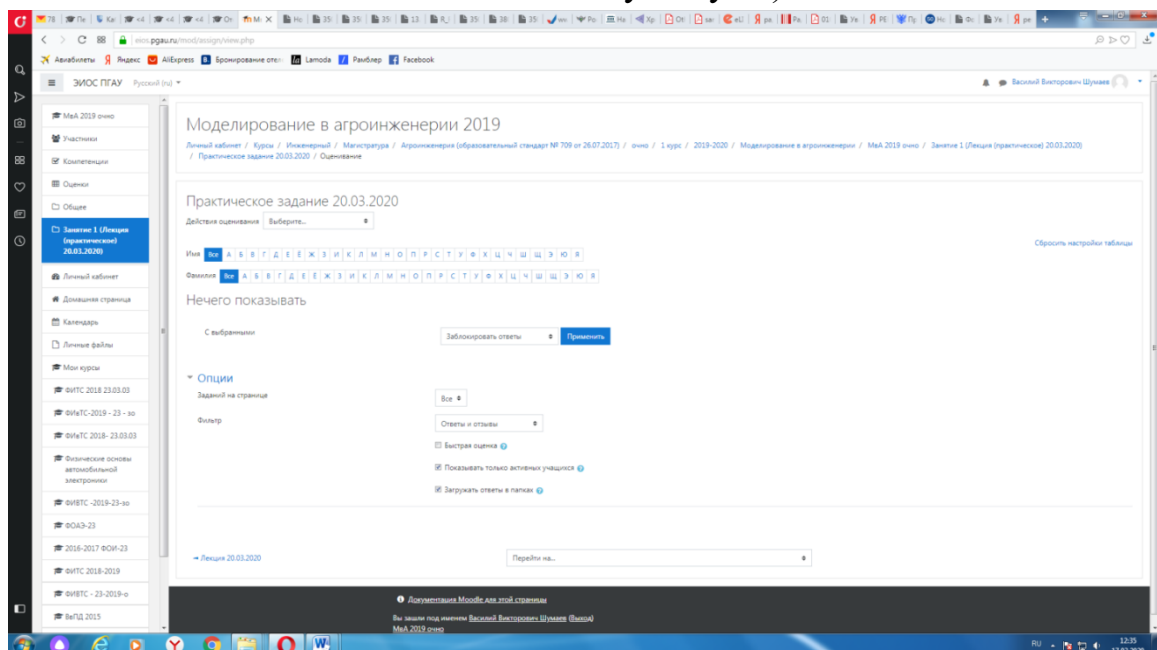 eios.pgau.ru/mod/assign/view.php
Авиабилеты Яндекс AliExpress Бронирование отел Lamoda Рамблер Facebook
ЭИОС ПГАУ Русский (ru)
Василий Викторович Шумаев
МвА 2019 очно
Участники
Компетенции
Оценки
Общее
Занятие 1 (Лекция
(практическое)
20.03.2020)
Личный кабинет
Домашняя страница
Календарь
Личные файлы
Мои курсы
ФИТС 2018 23.03.03
ФИвТС-2019 - 23 - зо
ФИвТС 2018- 23.03.03
Физические основы
автомобильной
электроники
ФИВТС -2019-23-зо
ФОАЭ-23
2016-2017 ФОИ-23
ФИТС 2018-2019
ФИВТС - 23-2019-о
ВвПД 2015
Моделирование в агроинженерии 2019
Личный кабинет / Курсы / Инженерный / Магистратура / Агроинженерия (образовательный стандарт № 709 от 26.07.2017) / очно / 1 курс / 2019-2020 / Моделирование в агроинженерии / МвА 2019 очно / Занятие 1 (Лекция (практическое) 20.03.2020)
/ Практическое задание 20.03.2020 / Оценивание
Практическое задание 20.03.2020
Действия оценивания Выберите...
Сбросить настройки таблицы
Имя Все А Б В Г Д Е Ё Ж З И К Л М Н О П Р С Т У Ф Х Ц Ч Ш Щ Э Ю Я
Фамилия Все А Б В Г Д Е Ё Ж З И К Л М Н О П Р С Т У Ф Х Ц Ч Ш Щ Э Ю Я
Нечего показывать
С выбранными Заблокировать ответы Применить
Опции
Заданий на странице Все
Фильтр Ответы и отзывы
Быстрая оценка
Показывать только активных учащихся
Загружать ответы в папках
→ Лекция 20.03.2020 Перейти на...
Документация Moodle для этой страницы
Вы зашли под именем Василий Викторович Шумаев (Выход)
МвА 2019 очно
RU 12:35